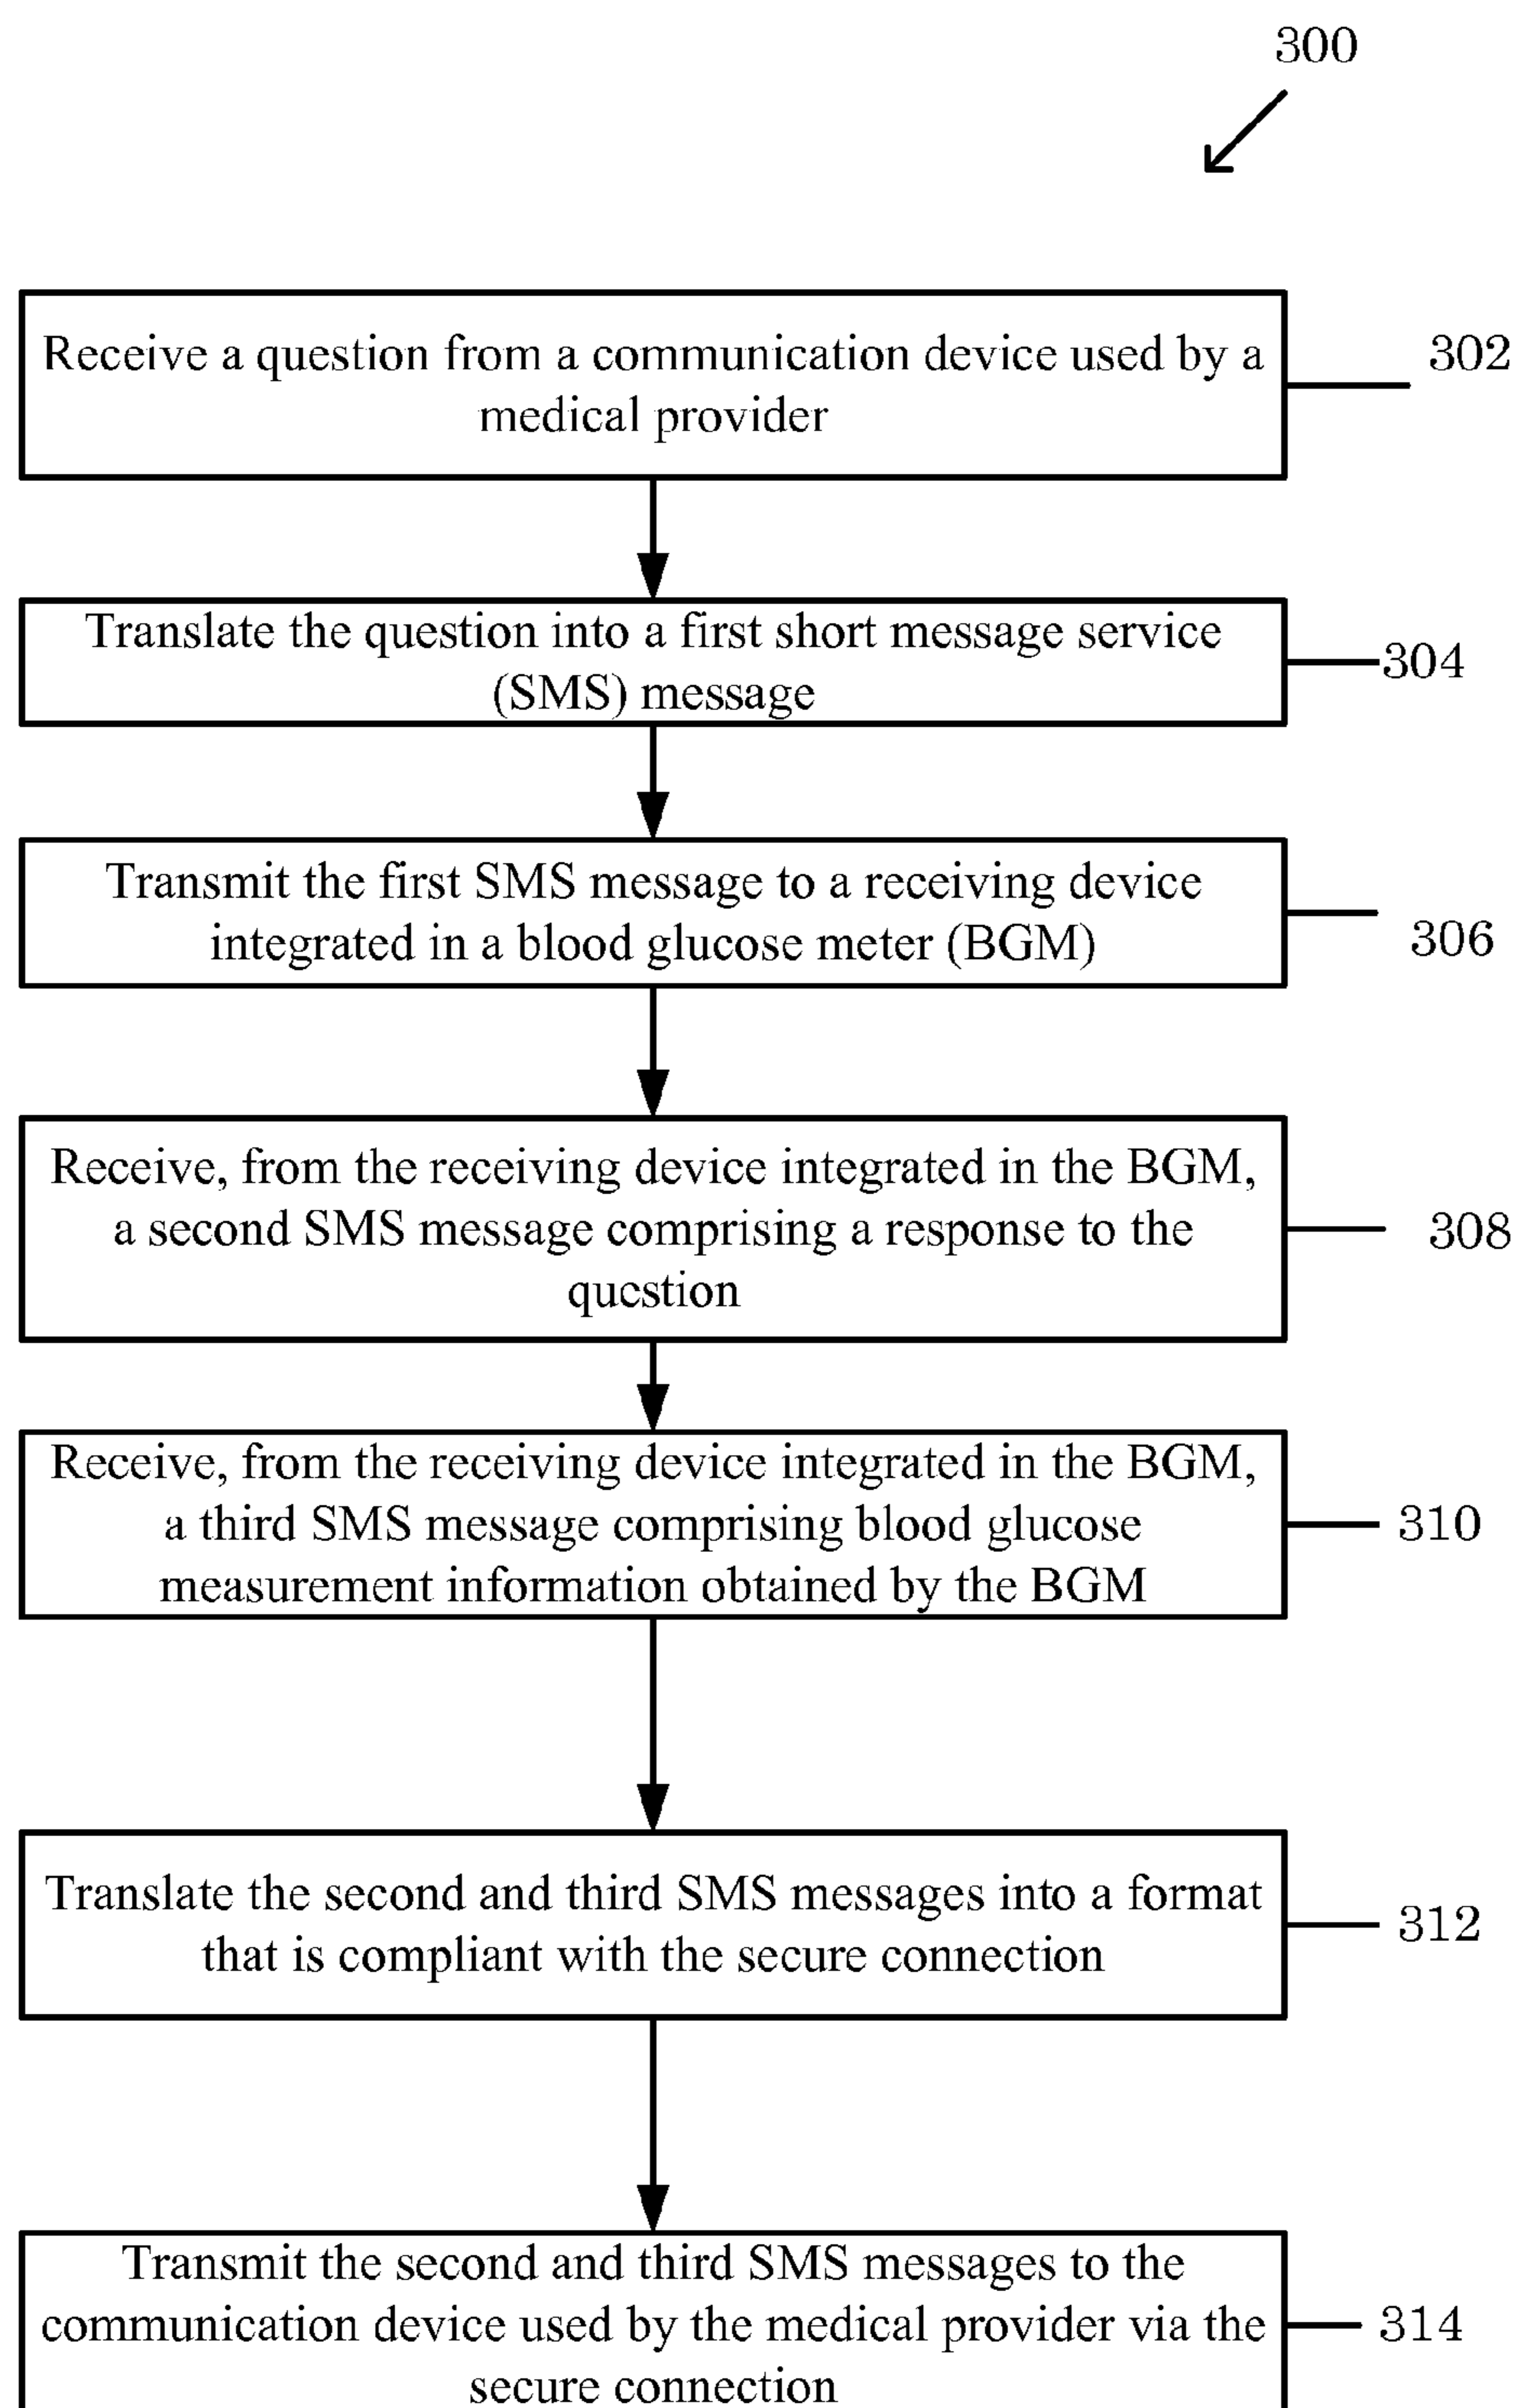 300
Receive a question from a communication device used by a
medical provider
302
Translate the question into a first short message service
(SMS) message
304
Transmit the first SMS message to a receiving device
integrated in a blood glucose meter (BGM)
306
Receive, from the receiving device integrated in the BGM,
a second SMS message comprising a response to the
question
308
Receive, from the receiving device integrated in the BGM,
a third SMS message comprising blood glucose
measurement information obtained by the BGM
310
Translate the second and third SMS messages into a format
that is compliant with the secure connection
312
Transmit the second and third SMS messages to the
communication device used by the medical provider via the
secure connection
314